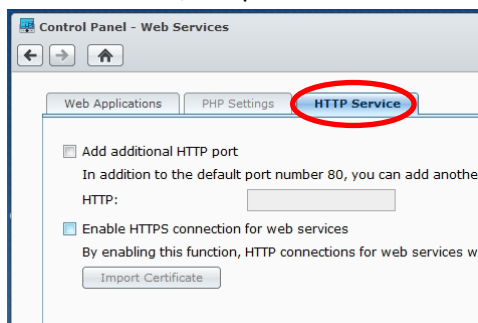 Control Panel - Web Services
Web Applications PHP Settings HTTP Service
Add additional HTTP port
In addition to the default port number 80, you can add anothe
HTTP:
Enable HTTPS connection for web services
By enabling this function, HTTP connections for web services w
Import Certificate